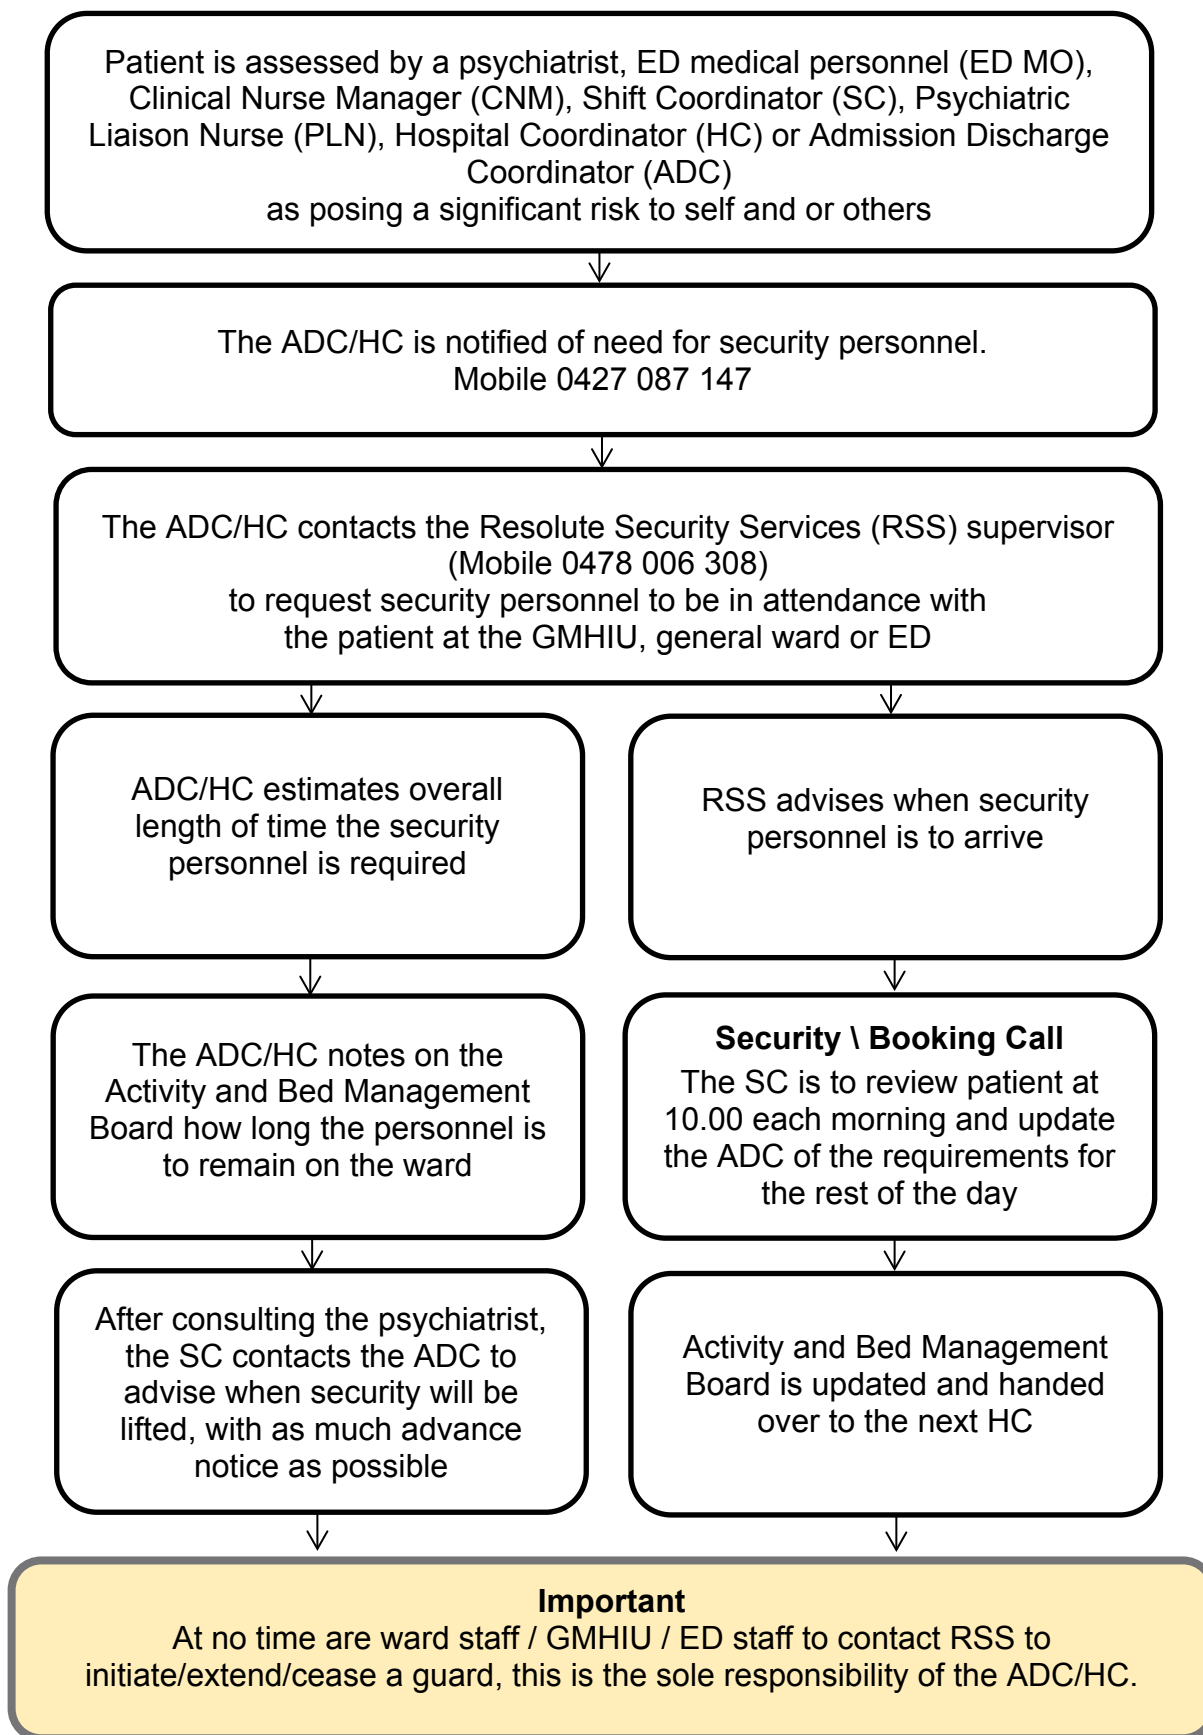 Patient is assessed by a psychiatrist, ED medical personnel (ED MO),
Clinical Nurse Manager (CNM), Shift Coordinator (SC), Psychiatric
Liaison Nurse (PLN), Hospital Coordinator (HC) or Admission Discharge
Coordinator (ADC)
as posing a significant risk to self and or others
The ADC/HC is notified of need for security personnel.
Mobile 0427 087 147
The ADC/HC contacts the Resolute Security Services (RSS) supervisor
(Mobile 0478 006 308)
to request security personnel to be in attendance with
the patient at the GMHIU, general ward or ED
ADC/HC estimates overall
length of time the security
personnel is required
RSS advises when security
personnel is to arrive
The ADC/HC notes on the
Activity and Bed Management
Board how long the personnel is
to remain on the ward
Security \ Booking Call
The SC is to review patient at
10.00 each morning and update
the ADC of the requirements for
the rest of the day
After consulting the psychiatrist,
the SC contacts the ADC to
advise when security will be
lifted, with as much advance
notice as possible
Activity and Bed Management
Board is updated and handed
over to the next HC
Important
At no time are ward staff / GMHIU / ED staff to contact RSS to
initiate/extend/cease a guard, this is the sole responsibility of the ADC/HC.